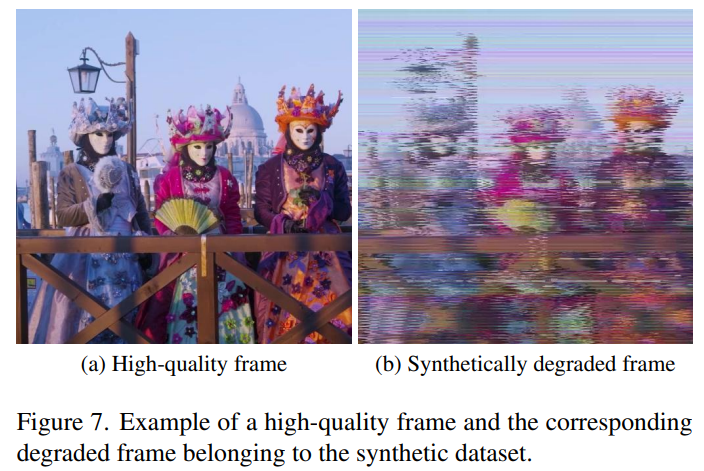 (a) High-quality frame
(b) Synthetically degraded frame
Figure 7. Example of a high-quality frame and the corresponding
degraded frame belonging to the synthetic dataset.